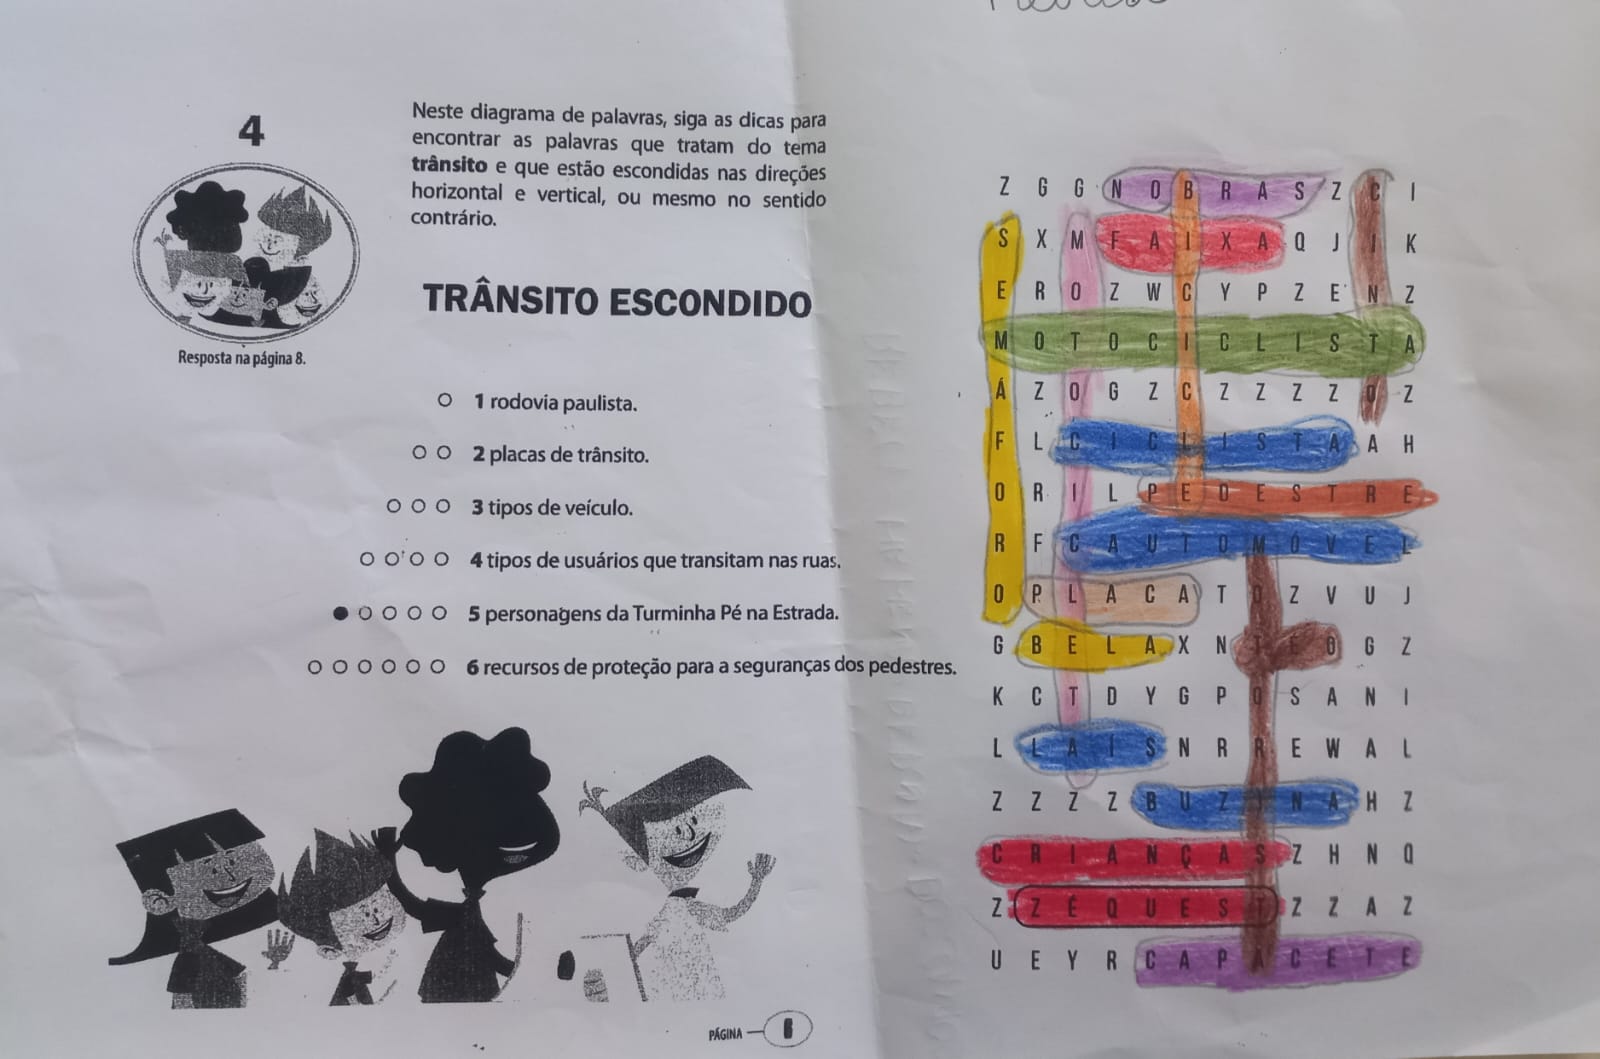 4
Resposta na página 8.
Neste diagrama de palavras, siga as dicas para
encontrar as palavras que tratam do tema
trânsito e que estão escondidas nas direções
horizontal e vertical, ou mesmo no sentido
contrário.
TRÂNSITO ESCONDIDO
1 rodovia paulista.
2 placas de trânsito.
3 tipos de veículo.
4 tipos de usuários que transitam nas ruas.
5 personagens da Turminha Pé na Estrada.
6 recursos de proteção para a seguranças dos pedestres.
PÁGINA 6
Z G G N O B R A S Z C I
S X M F A I X A Q J I K
E R O Z W C Y P Z E N Z
M O T O C I C L I S T A
Á Z O G Z C Z Z Z Z O Z
F L C I C L I S T A A H
O R I L P E D E S T R E
R F C A U T O M Ó V E L
O P L A C A T O Z V U J
G B E L A X N T É O G Z
K C T D Y G P O S A N I
L L A Í S N R R E W A L
Z Z Z Z B U Z I N A H Z
C R I A N Ç A S Z H N Q
Z Z É Q U E S T Z Z A Z
U E Y R C A P A C E T E